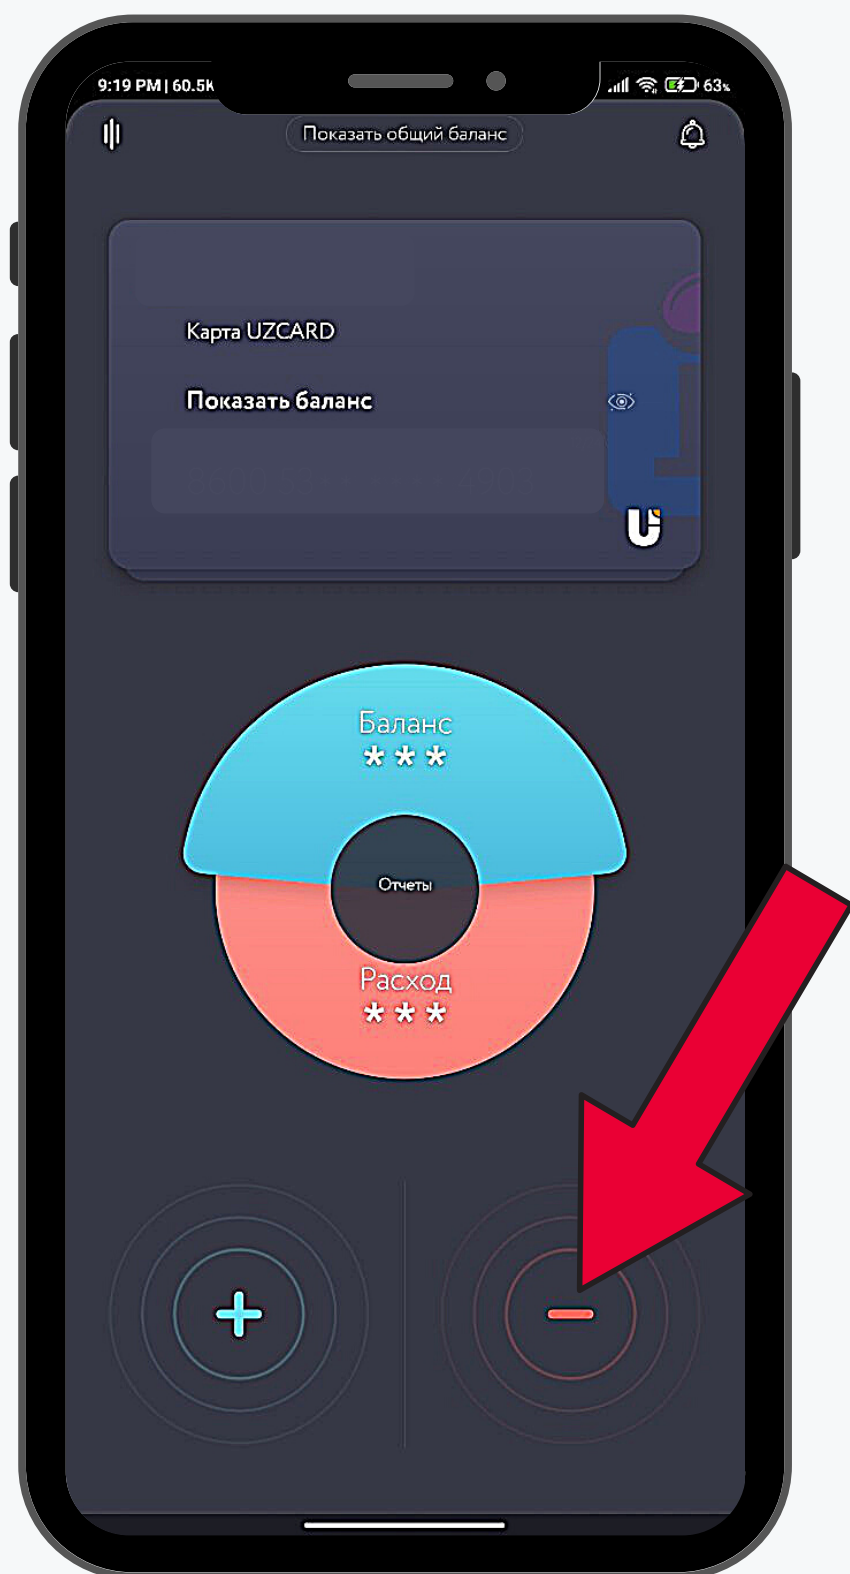 9:19 PM | 60.5K
63%
Показать общий баланс
Карта UZCARD
Показать баланс
Баланс
***
Отчеты
Расход
***